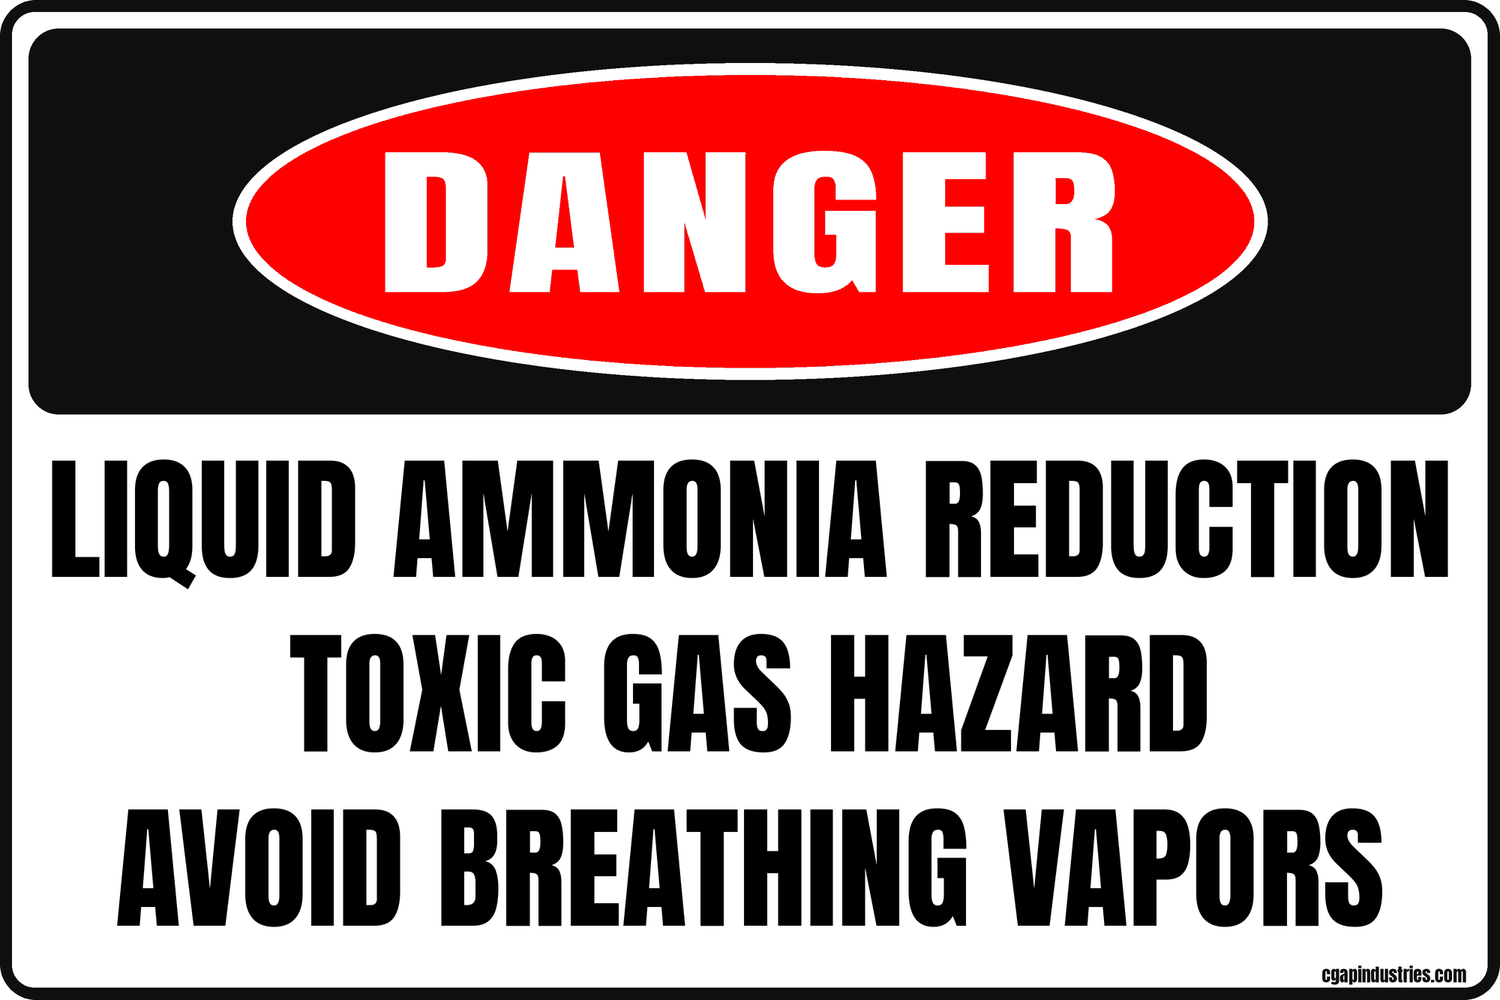 DANGER
LIQUID AMMONIA REDUCTION
TOXIC GAS HAZARD
AVOID BREATHING VAPORS
cgapindustries.com